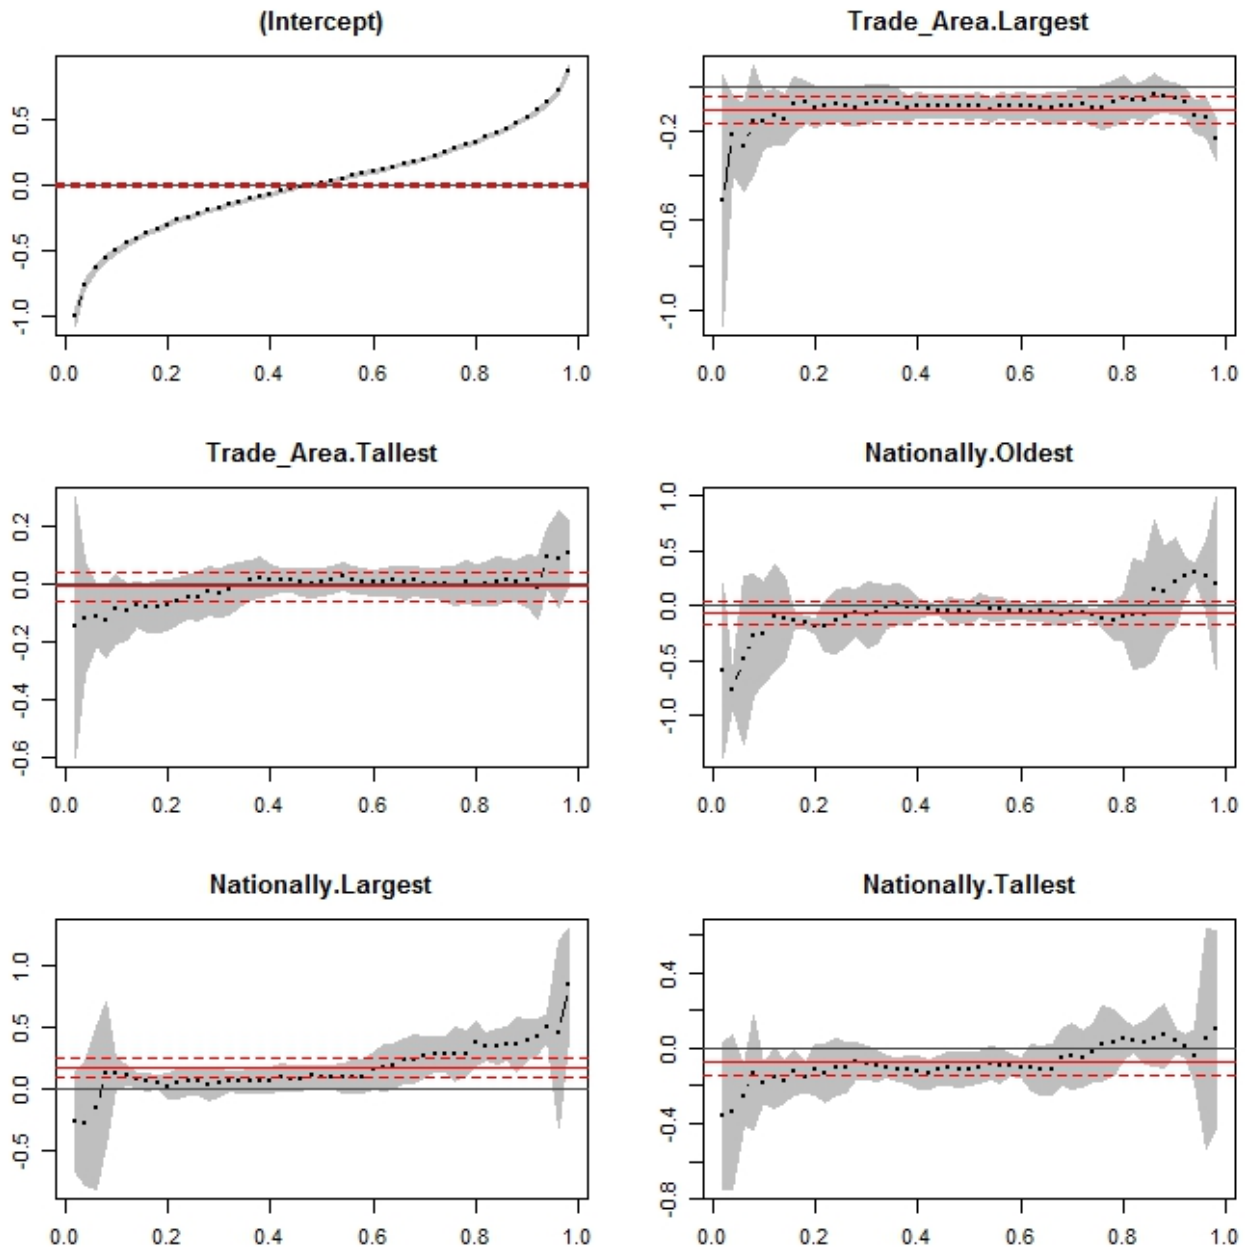 (Intercept)
0.5
0.0
-0.5
-1.0
0.0 0.2 0.4 0.6 0.8 1.0
Trade_Area.Largest
-0.2
-0.6
-1.0
0.0 0.2 0.4 0.6 0.8 1.0
Trade_Area.Tallest
0.2
0.0
-0.2
-0.4
-0.6
0.0 0.2 0.4 0.6 0.8 1.0
Nationally.Oldest
1.0
0.5
0.0
-0.5
-1.0
0.0 0.2 0.4 0.6 0.8 1.0
Nationally.Largest
1.0
0.5
0.0
-0.5
0.0 0.2 0.4 0.6 0.8 1.0
Nationally.Tallest
0.4
0.0
-0.4
-0.8
0.0 0.2 0.4 0.6 0.8 1.0